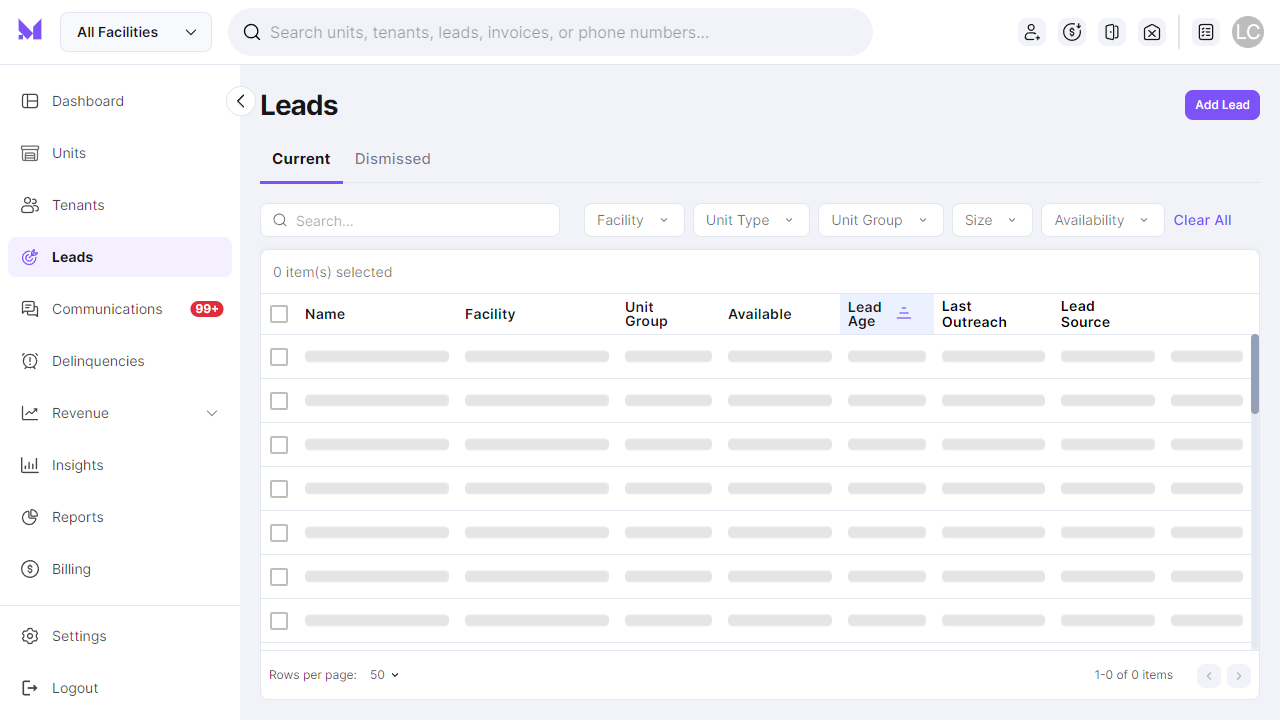 All Facilities
Search units, tenants, leads, invoices, or phone numbers...
LC
Dashboard
Units
Tenants
Leads
Communications 99+
Delinquencies
Revenue
Insights
Reports
Billing
Settings
Logout
Leads
Add Lead
Current Dismissed
Search...
Facility Unit Type Unit Group Size Availability Clear All
0 item(s) selected
Name Facility Unit Group Available Lead Age Last Outreach Lead Source
Rows per page: 50
1-0 of 0 items